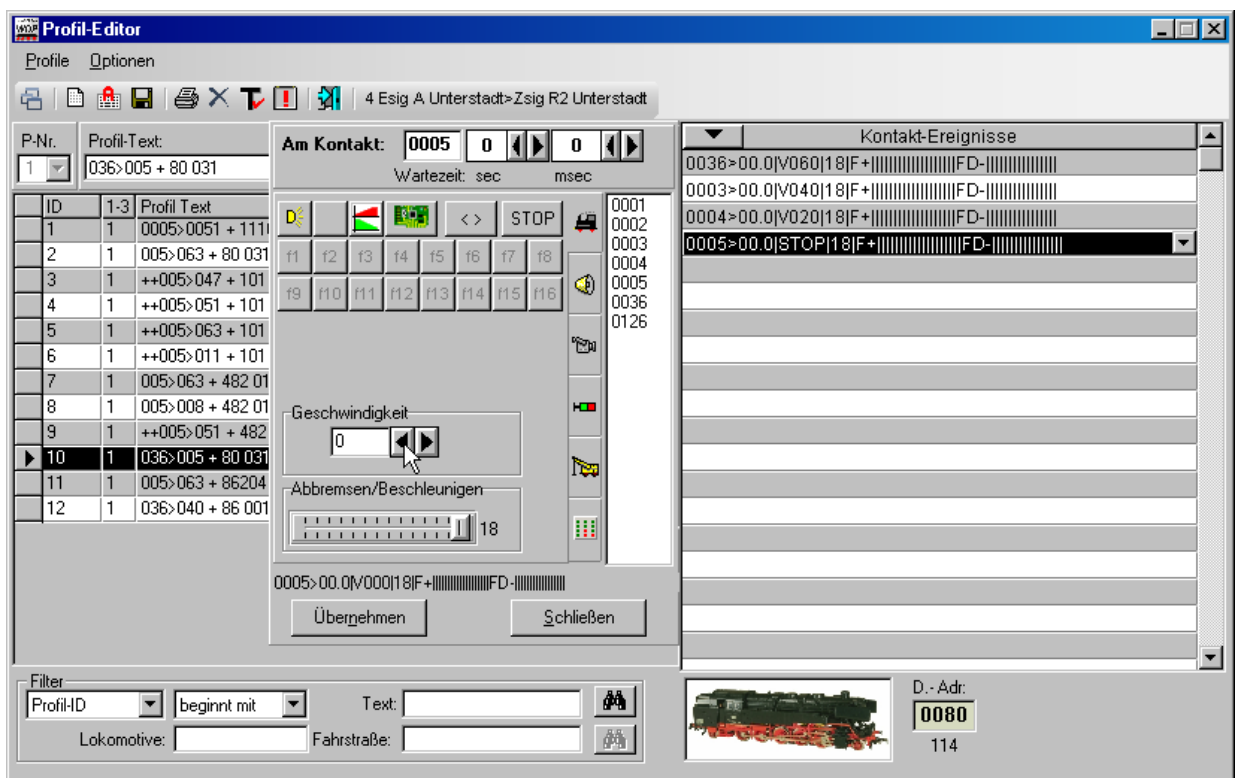 WDP Profil-Editor
Profile Optionen
4 Esig A Unterstadt>Zsig R2 Unterstadt
P-Nr. Profil-Text:
1 036>005 + 80 031
ID 1-3 Profil Text
1 1 0005>0051 + 111
2 1 005>063 + 80 031
3 1 ++005>047 + 101
4 1 ++005>051 + 101
5 1 ++005>063 + 101
6 1 ++005>011 + 101
7 1 005>063 + 482 01
8 1 005>008 + 482 01
9 1 ++005>051 + 482
10 1 036>005 + 80 031
11 1 005>063 + 86204
12 1 036>040 + 86 001
Am Kontakt: 0005 0 0
Wartezeit: sec msec
< > STOP
f1 f2 f3 f4 f5 f6 f7 f8
f9 f10 f11 f12 f13 f14 f15 f16
0001
0002
0003
0004
0005
0036
0126
Geschwindigkeit
0
Abbremsen/Beschleunigen
18
0005>00.0|V000|18|F+||||||||||||||||||FD-|||||||||||||||
Übernehmen Schließen
Kontakt-Ereignisse
0036>00.0|V060|18|F+||||||||||||||||||FD-|||||||||||||||
0003>00.0|V040|18|F+||||||||||||||||||FD-|||||||||||||||
0004>00.0|V020|18|F+||||||||||||||||||FD-|||||||||||||||
0005>00.0|STOP|18|F+||||||||||||||||||FD-|||||||||||||||
Filter
Profil-ID beginnt mit Text:
Lokomotive: Fahrstraße:
D.- Adr:
0080
114